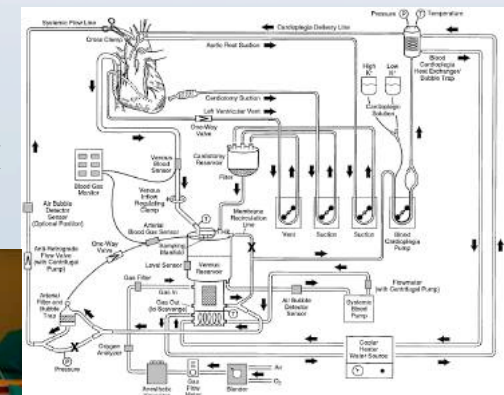 Systemic Flow Line
Cardioplegia Delivery Line
Pressure P T Temperature
Cross Clamp
Aortic Root Suction
High
K+
Low
K+
Blood
Cardioplegia
Heat Exchanger/
Bubble Trap
Cardiotomy Suction
Left Ventricular Vent
Cardioplegic
Solution
One-Way
Valve
Cardiotomy
Reservoir
Venous
Blood
Sensor
Filter
Blood Gas
Monitor
Venous
Inflow
Regulating
Clamp
Membrane
Recirculation
Line
Air Bubble
Detector
Sensor
(Optional Position)
Arterial
Blood Gas Sensor
T
Vent
Suction
Suction
Blood
Cardioplegia
Pump
Anti-Retrograde
Flow Valve
(with Centrifugal
Pump)
One-Way
Valve
Sampling
Manifold
X
Level Sensor
Venous
Reservoir
Flowmeter
(with Centrifugal Pump)
Gas Filter
Gas In
Gas Out
(to Scavenge)
Air Bubble
Detector
Sensor
Systemic
Blood
Pump
Arterial
Filter and
Bubble
Trap
T
X
Oxygen
Analyzer
Cooler
Heater
Water Source
P
Pressure
Air
O2
Anesthetic
Gas
Flow
Blender